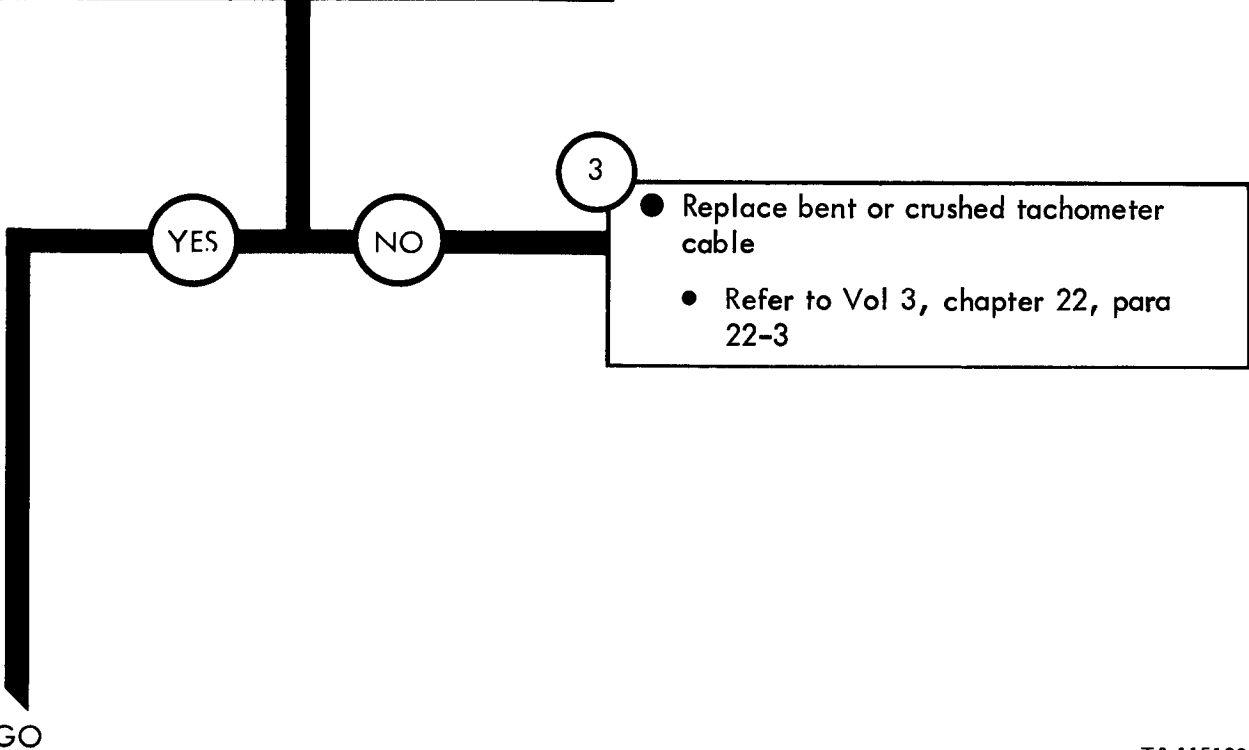 3
YES
NO
● Replace bent or crushed tachometer
cable
● Refer to Vol 3, chapter 22, para
22-3
GO